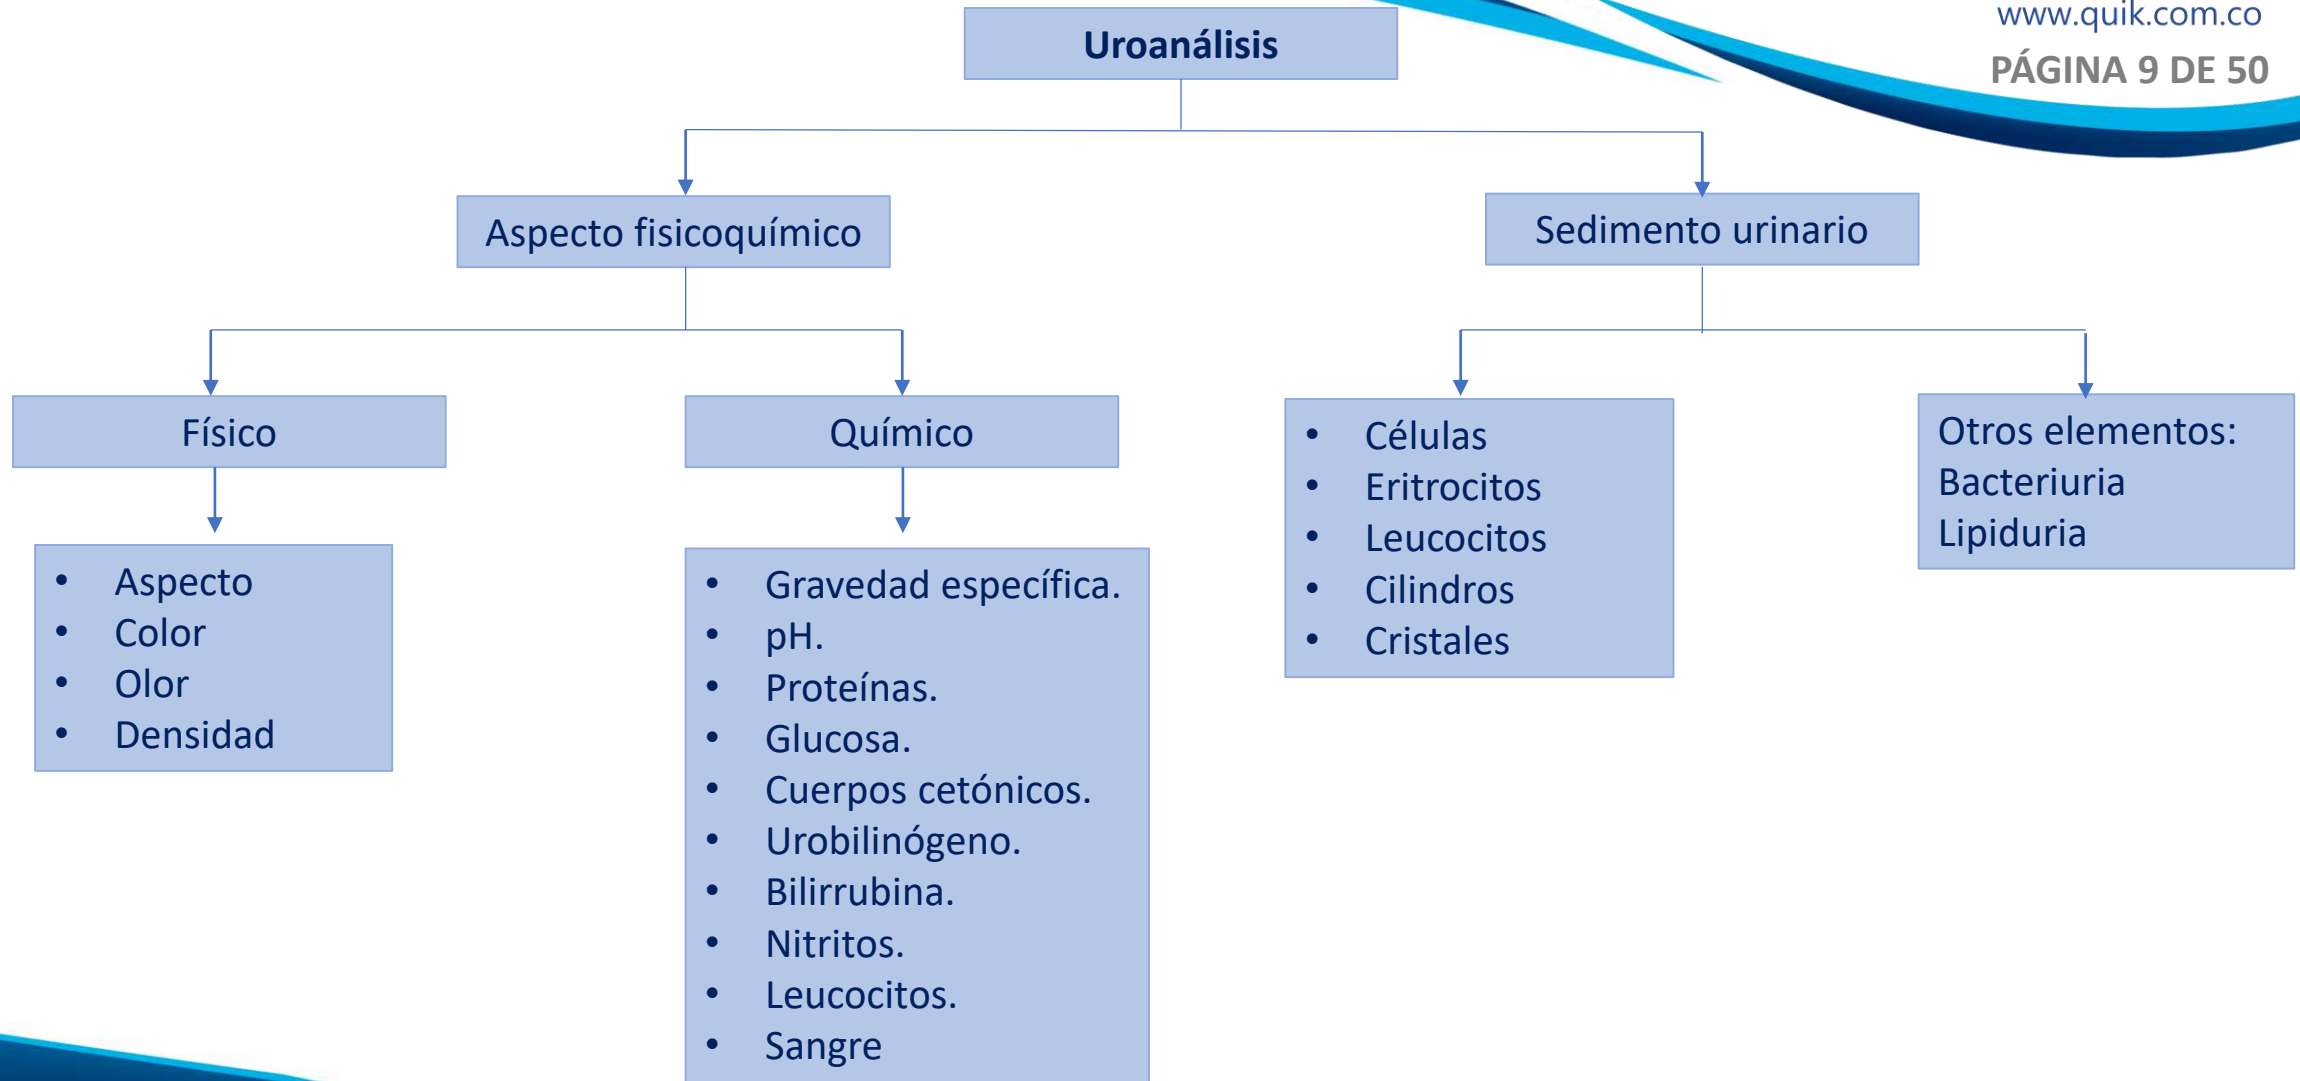 www.quik.com.co
PÁGINA 9 DE 50
Uroanálisis
Aspecto fisicoquímico
Sedimento urinario
Físico
Químico
• Aspecto
• Color
• Olor
• Densidad
• Gravedad específica.
• pH.
• Proteínas.
• Glucosa.
• Cuerpos cetónicos.
• Urobilinógeno.
• Bilirrubina.
• Nitritos.
• Leucocitos.
• Sangre
• Células
• Eritrocitos
• Leucocitos
• Cilindros
• Cristales
Otros elementos:
Bacteriuria
Lipiduria